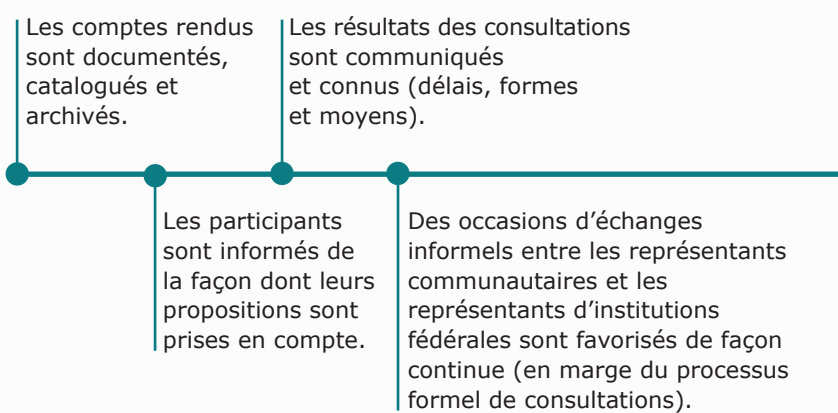 Les comptes rendus
sont documentés,
catalogués et
archivés.
Les participants
sont informés de
la façon dont leurs
propositions sont
prises en compte.
Les résultats des consultations
sont communiqués
et connus (délais, formes
et moyens).
Des occasions d’échanges
informels entre les représentants
communautaires et les
représentants d’institutions
fédérales sont favorisés de façon
continue (en marge du processus
formel de consultations).